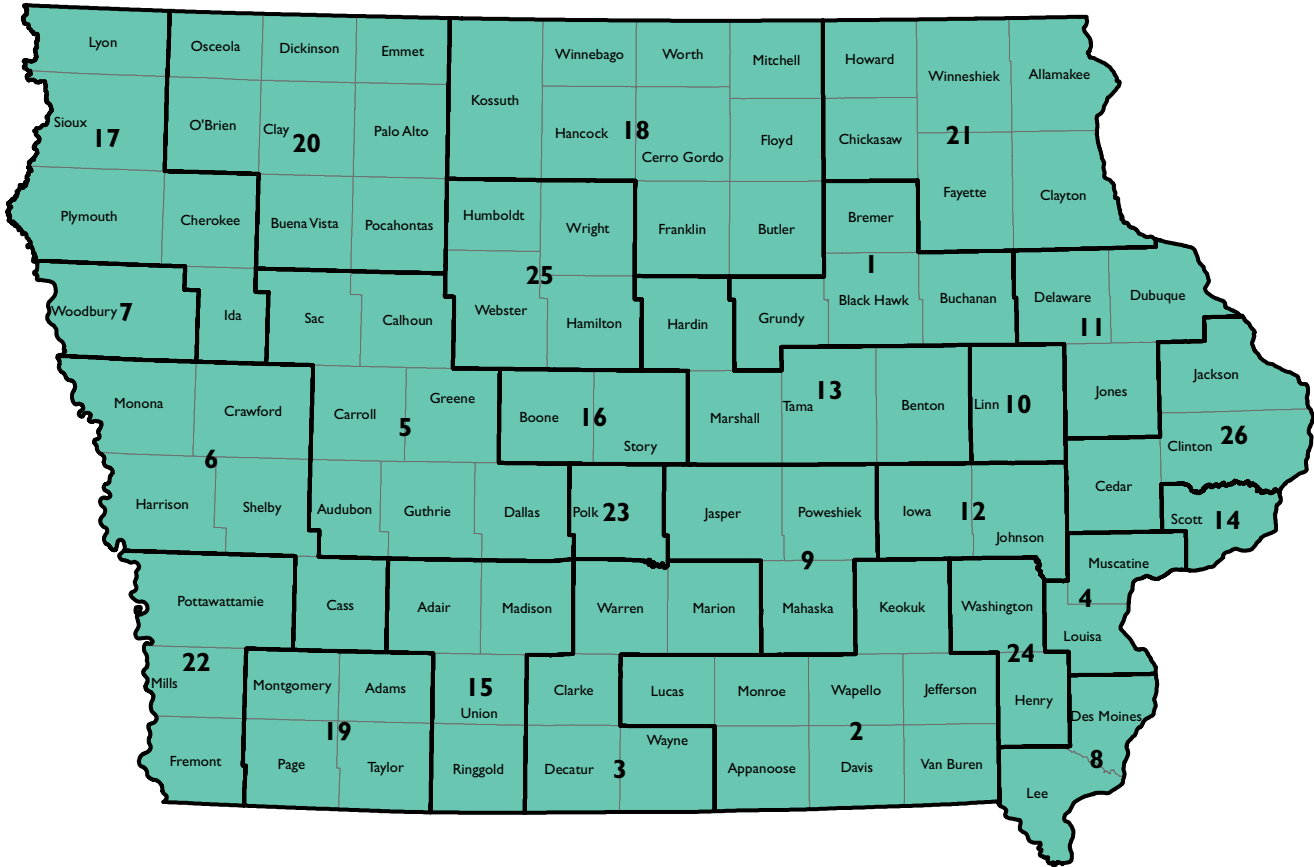 Lyon
Osceola
Dickinson
Emmet
Kossuth
Winnebago
Worth
Mitchell
Howard
Winneshiek
Allamakee
Sioux
17
O'Brien
Clay
20
Palo Alto
Hancock
18
Cerro Gordo
Floyd
Chickasaw
21
Plymouth
Cherokee
Buena Vista
Pocahontas
Humboldt
Wright
Franklin
Butler
Bremer
Fayette
Clayton
25
1
Woodbury
7
Ida
Sac
Calhoun
Webster
Hamilton
Hardin
Grundy
Black Hawk
Buchanan
Delaware
Dubuque
11
Monona
Crawford
Carroll
Greene
5
Boone
16
Story
Marshall
Tama
13
Benton
Linn
10
Jones
Jackson
6
Clinton
26
Harrison
Shelby
Audubon
Guthrie
Dallas
Polk
23
Jasper
Poweshiek
Iowa
12
Johnson
Cedar
Scott
14
9
Muscatine
4
Pottawattamie
Cass
Adair
Madison
Warren
Marion
Mahaska
Keokuk
Washington
Louisa
22
Mills
Montgomery
Adams
15
Union
Clarke
Lucas
Monroe
Wapello
Jefferson
24
Henry
Des Moines
19
2
Fremont
Page
Taylor
Ringgold
Decatur
3
Wayne
Appanoose
Davis
Van Buren
8
Lee